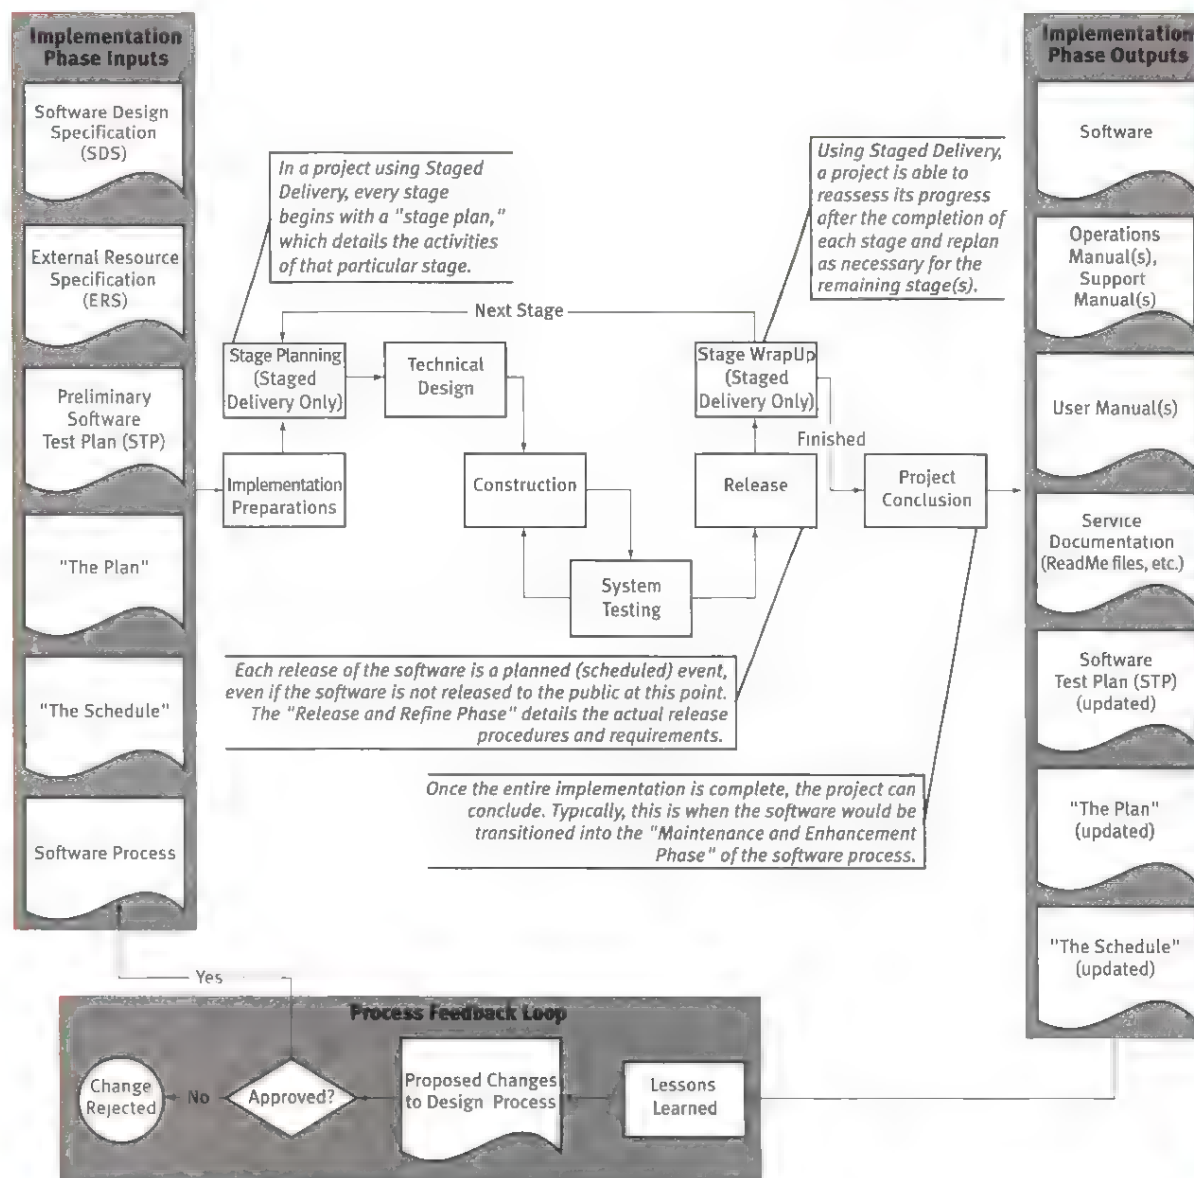 Implementation
Phase Inputs
Software Design
Specification
(SDS)
External Resource
Specification
(ERS)
Preliminary
Software
Test Plan (STP)
"The Plan"
"The Schedule"
Software Process
In a project using Staged
Delivery, every stage
begins with a "stage plan,"
which details the activities
of that particular stage.
Using Staged Delivery,
a project is able to
reassess its progress
after the completion of
each stage and replan
as necessary for the
remaining stage(s).
Next Stage
Stage Planning
(Staged
Delivery Only)
Technical
Design
Stage WrapUp
(Staged
Delivery Only)
Finished
Implementation
Preparations
Construction
Release
Project
Conclusion
System
Testing
Each release of the software is a planned (scheduled) event,
even if the software is not released to the public at this point.
The "Release and Refine Phase" details the actual release
procedures and requirements.
Once the entire implementation is complete, the project can
conclude. Typically, this is when the software would be
transitioned into the "Maintenance and Enhancement
Phase" of the software process.
Implementation
Phase Outputs
Software
Operations
Manual(s),
Support
Manual(s)
User Manual(s)
Service
Documentation
(ReadMe files, etc.)
Software
Test Plan (STP)
(updated)
"The Plan"
(updated)
"The Schedule"
(updated)
Yes
Process Feedback Loop
Change
Rejected
No
Approved?
Proposed Changes
to Design Process
Lessons
Learned